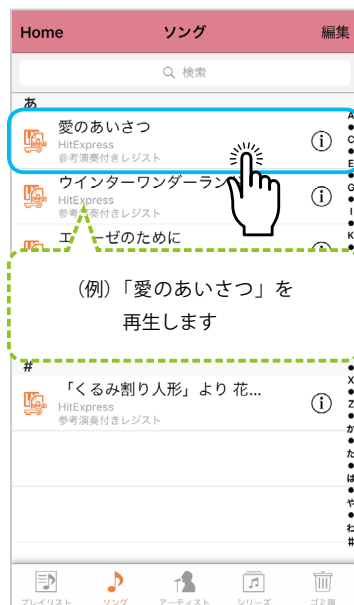 Home ソング 編集
検索
あ
愛のあいさつ
HitExpress
参考演奏付きレジスト
ウインターワンダーラン
HitExpress
参考演奏付きレジスト
エ ーゼのために
(例)「愛のあいさつ」を
再生します
#
「くるみ割り人形」より 花...
HitExpress
参考演奏付きレジスト
A
C
E
G
I
K
X
Z
か
た
は
や
わ
#
プレイリスト ソング アーティスト シリーズ ゴミ箱